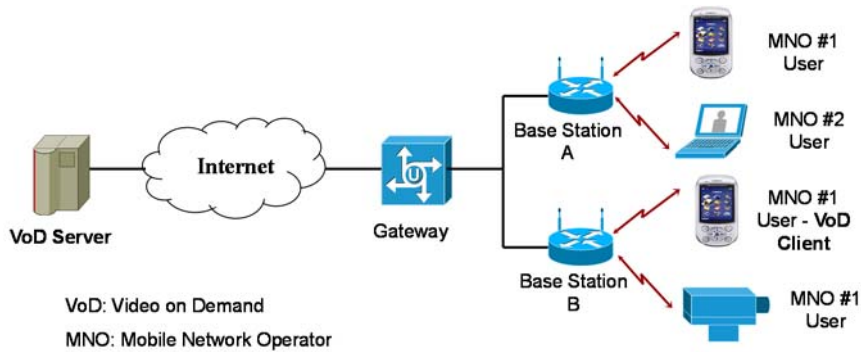 MNO #1
User
Base Station
A
MNO #2
User
Internet
U
VoD Server
Gateway
MNO #1
User - VoD
Client
Base Station
B
MNO #1
User
VoD: Video on Demand
MNO: Mobile Network Operator